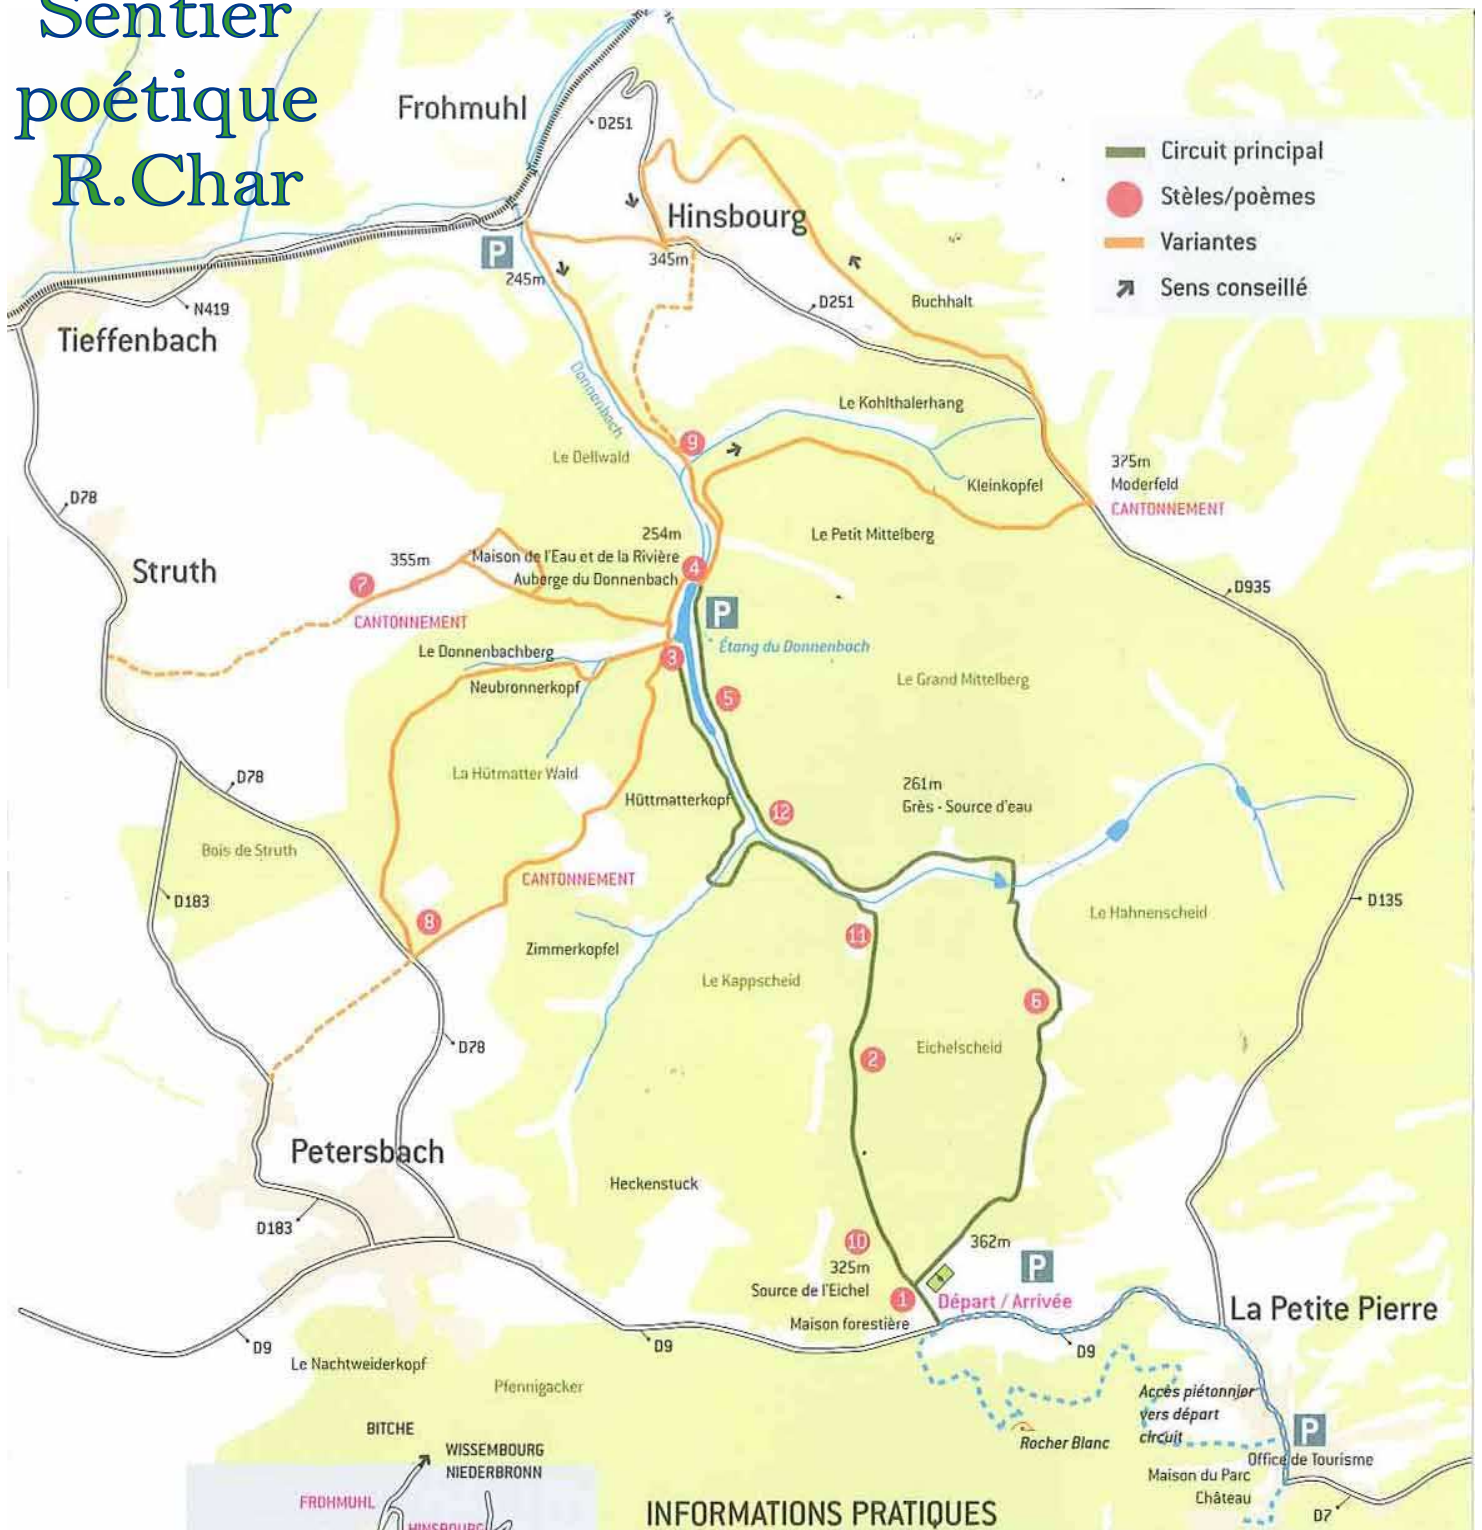 Sentier
poétique
R.Char
Frohmuhl
D251
Circuit principal
Stèles/poèmes
Variantes
Sens conseillé
Hinsbourg
P
245m
345m
N419
D251
Buchhalt
Tieffenbach
Donnenbach
Le Kohlthalerhang
9
Le Dellwald
375m
Moderfeld
CANTONNEMENT
Kleinkopfel
D78
254m
Le Petit Mittelberg
Struth
355m
Maison de l'Eau et de la Rivière
Auberge du Donnenbach
4
7
D935
CANTONNEMENT
P
Étang du Donnenbach
Le Donnenbachberg
3
Neubronnerkopf
5
Le Grand Mittelberg
D78
La Hütmatter Wald
261m
Grès - Source d'eau
Hüttmatterkopf
12
Bois de Struth
CANTONNEMENT
D183
D135
8
Le Hahnenscheid
11
Zimmerkopfel
Le Kappscheid
6
D78
2
Eichelscheid
Petersbach
Heckenstuck
D183
10
362m
325m
Source de l'Eichel
P
1
Départ / Arrivée
Maison forestière
La Petite Pierre
D9
D9
D9
Le Nachtweiderkopf
Pfennigacker
Accès piétonnier
vers départ
circuit
Rocher Blanc
P
Office de Tourisme
Maison du Parc
Château
D7
BITCHE
WISSEMBOURG
NIEDERBRONN
FROHMUHL
HINSBOURG
INFORMATIONS PRATIQUES